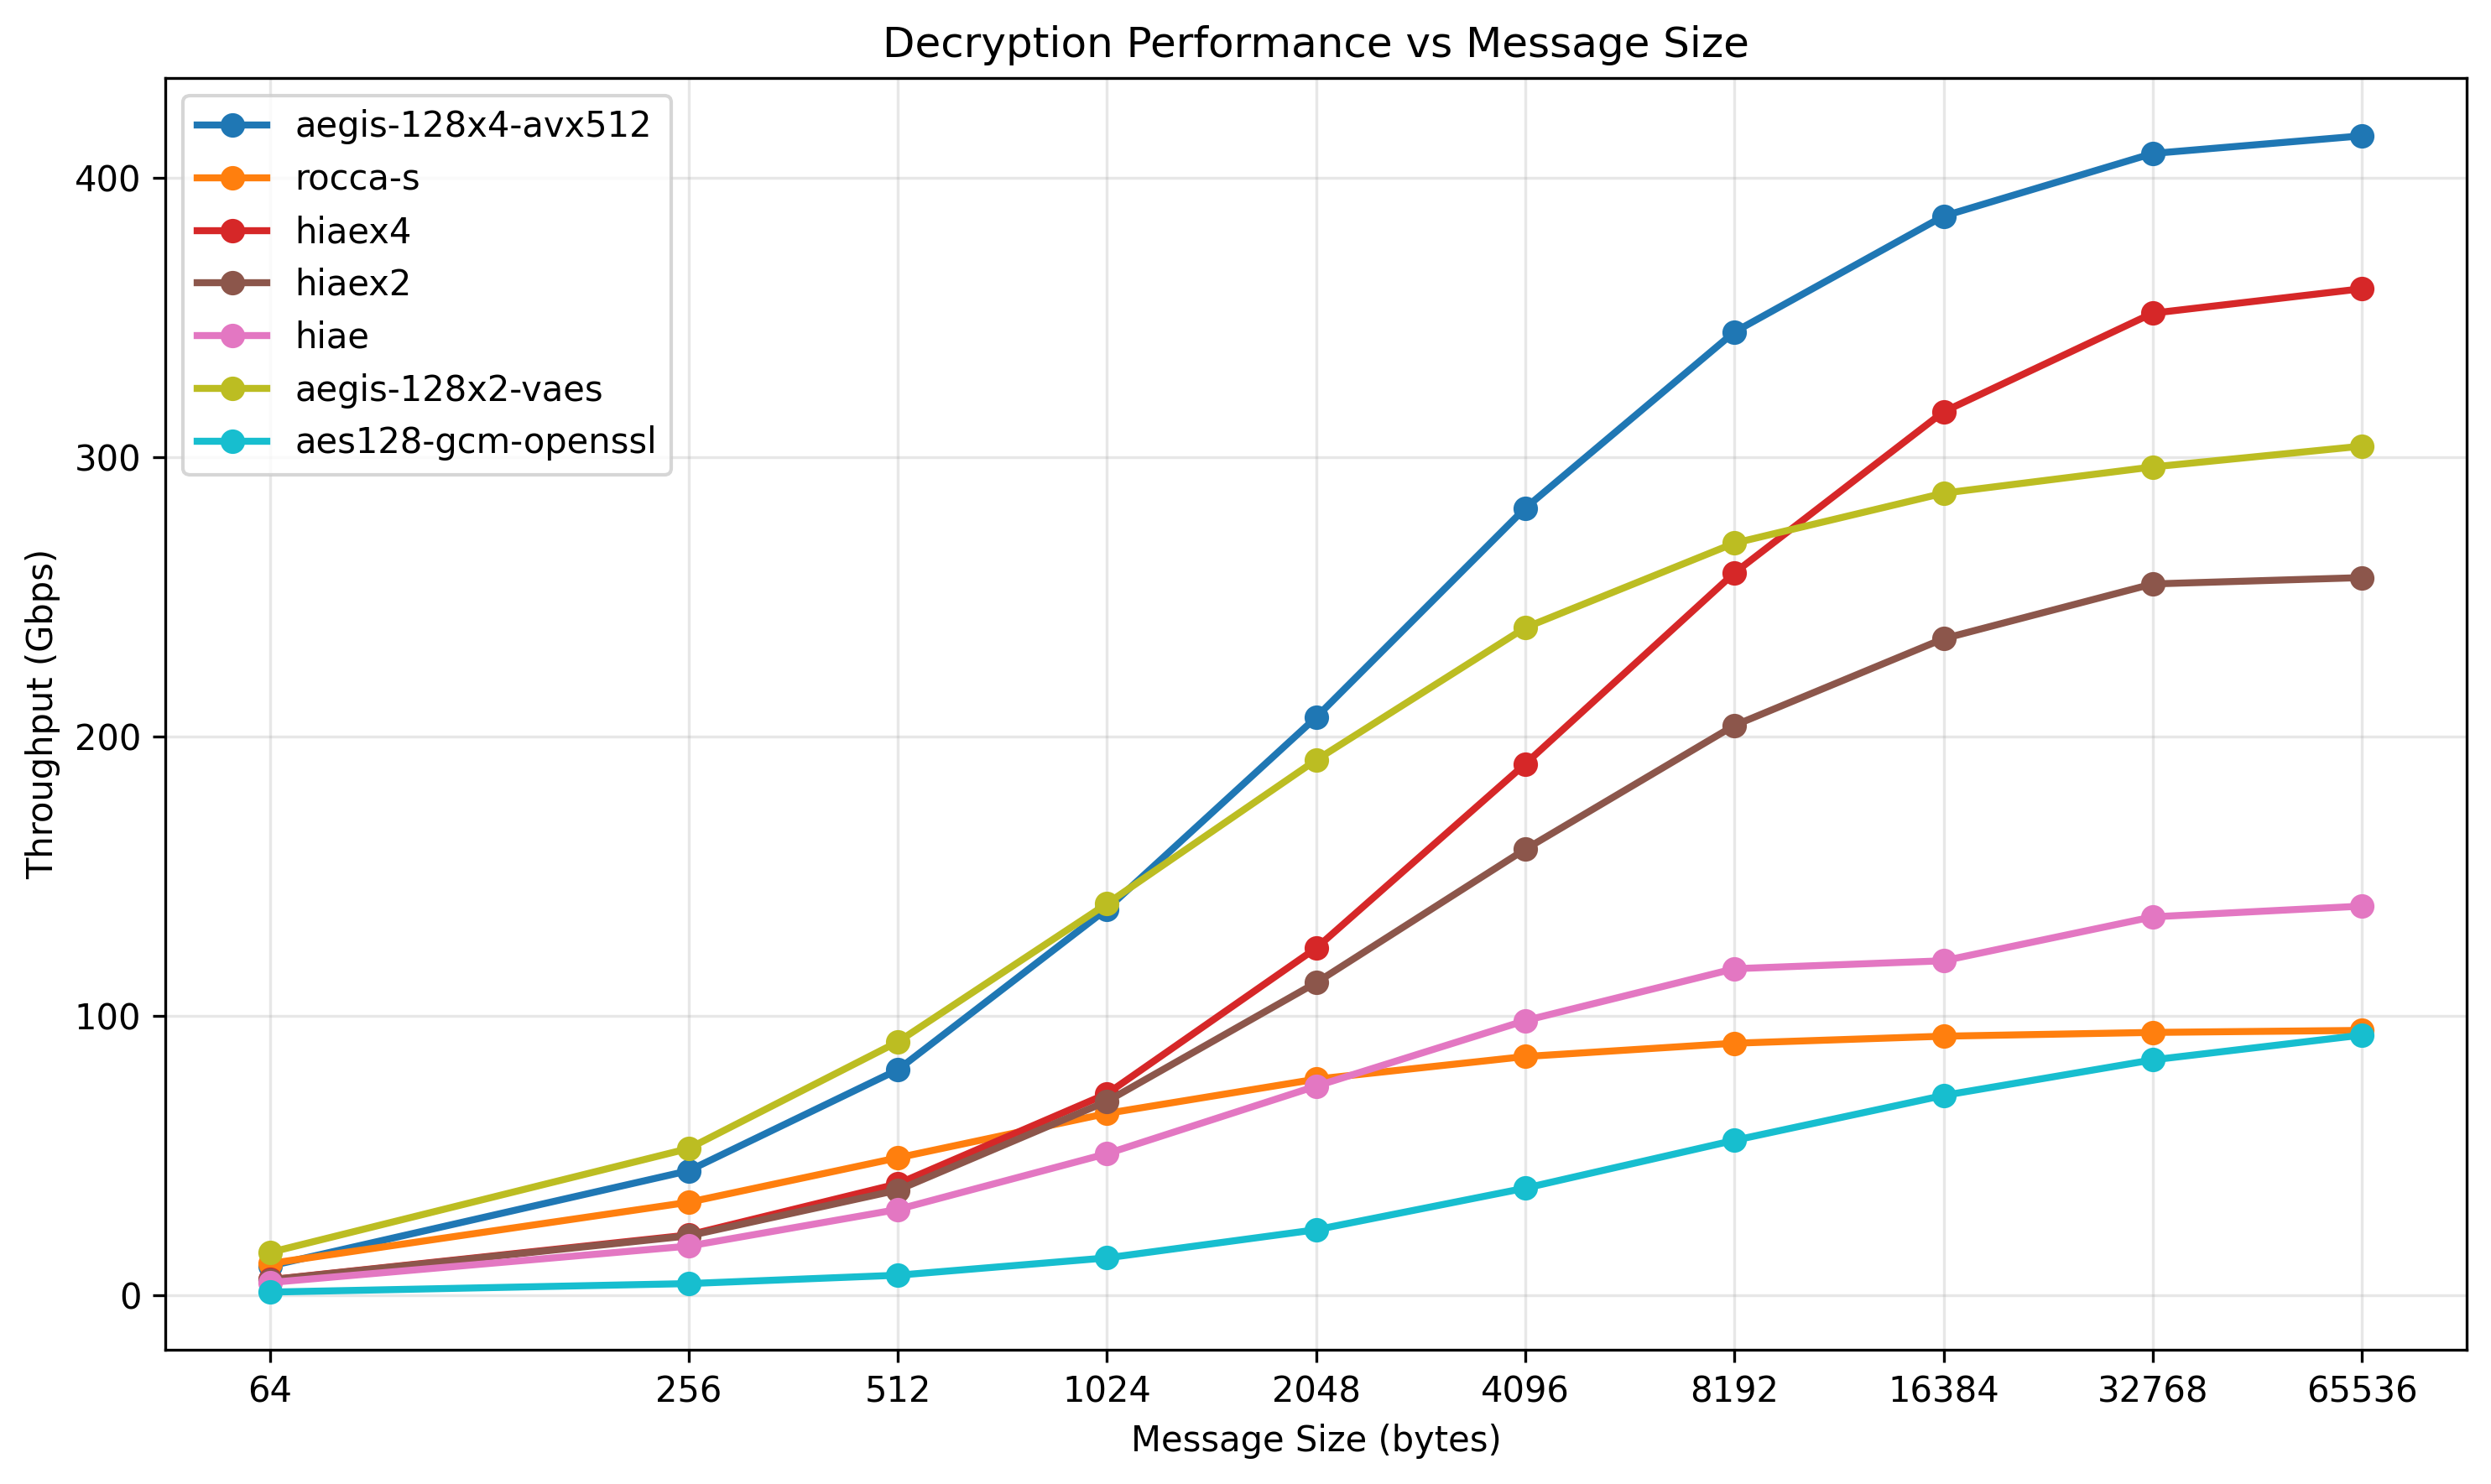 Decryption Performance vs Message Size
aegis-128x4-avx512
rocca-s
hiaex4
hiaex2
hiae
aegis-128x2-vaes
aes128-gcm-openssl
Throughput (Gbps)
400
300
200
100
0
64 256 512 1024 2048 4096 8192 16384 32768 65536
Message Size (bytes)